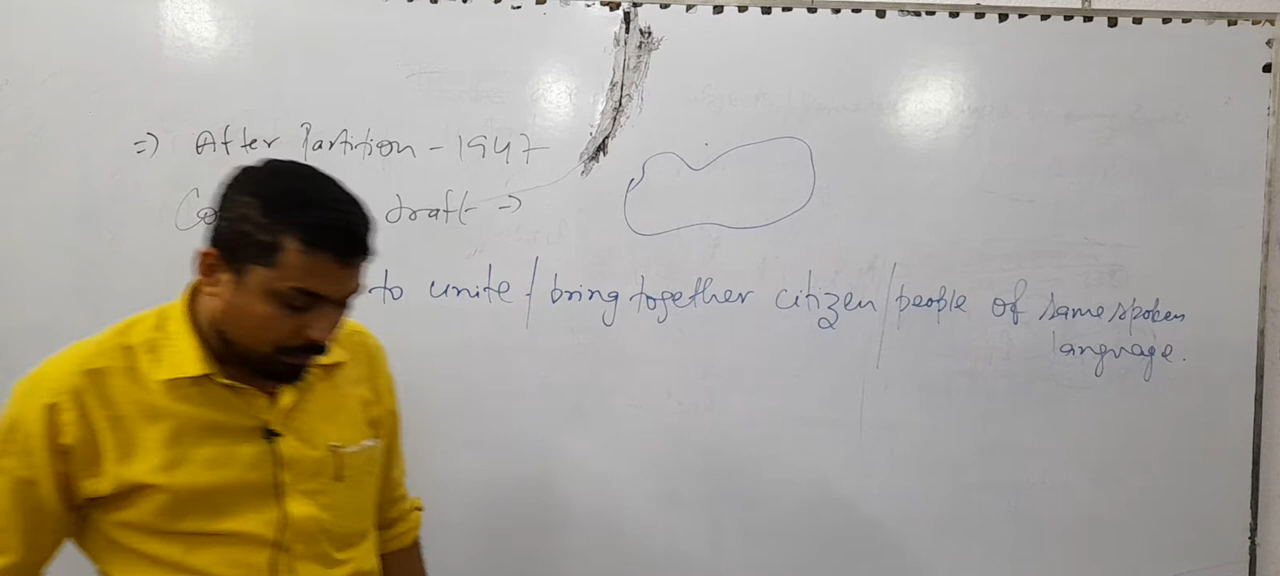 =) After Partition - 1947
draft →
to unite / bring together citizen / people of same spoken
language.